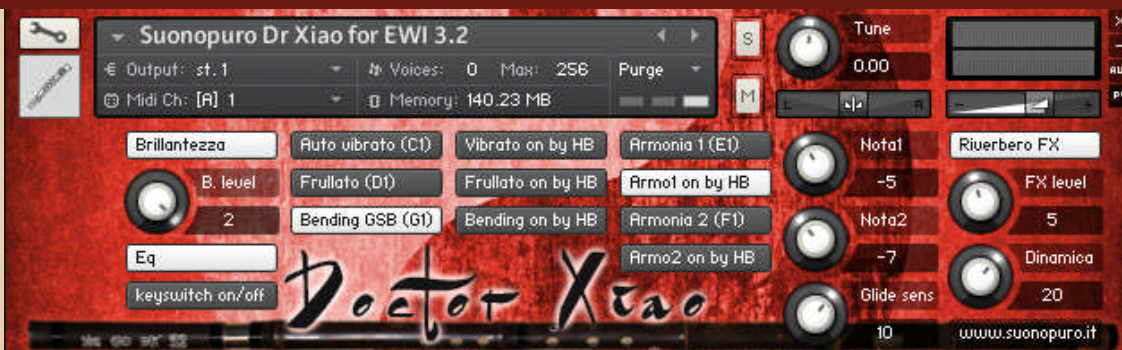 Suonopuro Dr Xiao for EWI 3.2
S
Tune
Output: st. 1
Voices: 0 Max: 256
Purge
0.00
Midi Ch: [A] 1
Memory: 140.23 MB
M
L
R
Brillantezza
Auto vibrato (C1)
Vibrato on by HB
Armonia 1 (E1)
Nota1
Riverbero FX
B. level
Frullato (D1)
Frullato on by HB
Armo1 on by HB
-5
FX level
2
Bending GSB (G1)
Bending on by HB
Armonia 2 (F1)
Nota2
5
Eq
Armo2 on by HB
-7
Dinamica
keyswitch on/off
Doctor Xiao
Glide sens
20
10
www.suonopuro.it